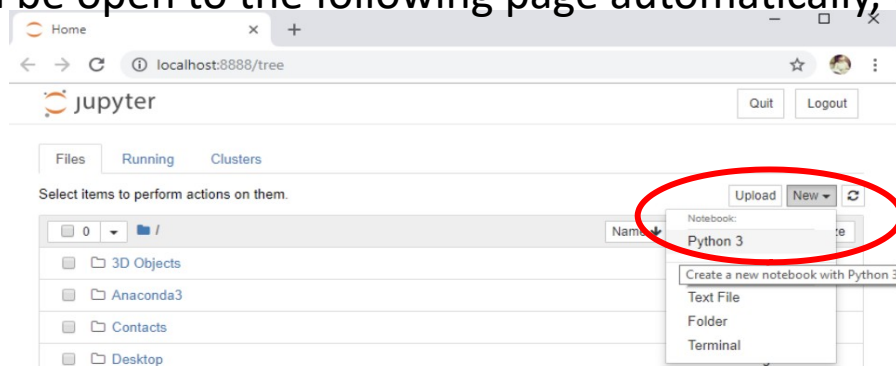 be open to the following page automatically,
Home
localhost:8888/tree
jupyter
Quit Logout
Files Running Clusters
Select items to perform actions on them.
Upload New
0 / Name
Notebook:
Python 3
3D Objects
Create a new notebook with Python 3
Anaconda3
Text File
Contacts
Folder
Terminal
Desktop